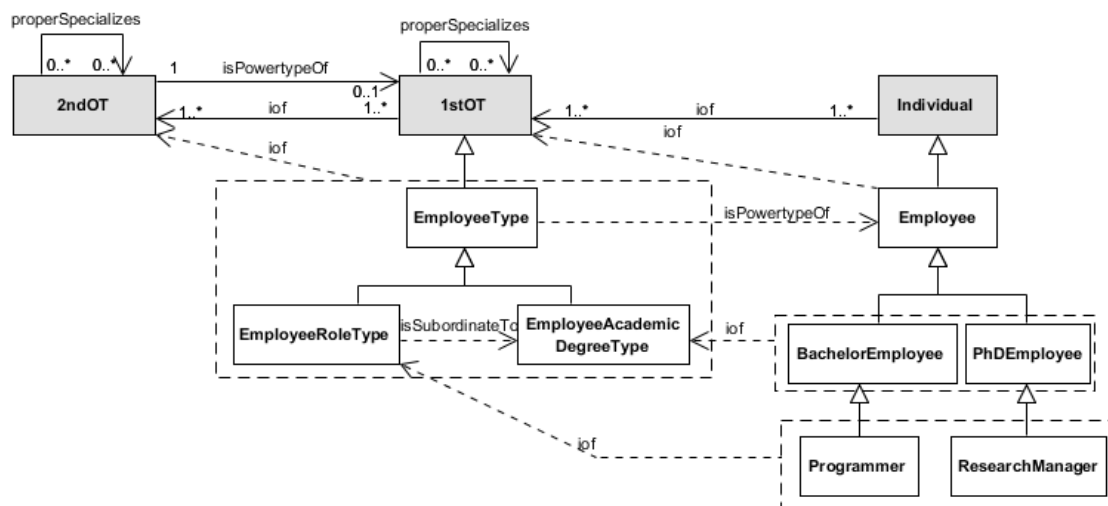 properSpecializes
properSpecializes
0..* 0..*
1
isPowertypeOf
0..* 0..*
2ndOT
0..1
1stOT
Individual
1..*
iof
1..*
1..*
iof
1..*
iof
iof
EmployeeType
isPowertypeOf
Employee
EmployeeRoleType
isSubordinateTo
EmployeeAcademic
DegreeType
iof
BachelorEmployee
PhDEmployee
iof
Programmer
ResearchManager